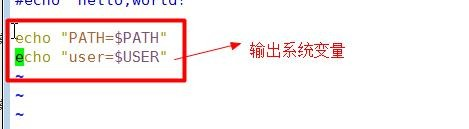 #echo "hello,world!
echo "PATH=$PATH"
echo "user=$USER"
输出系统变量
~
~
~